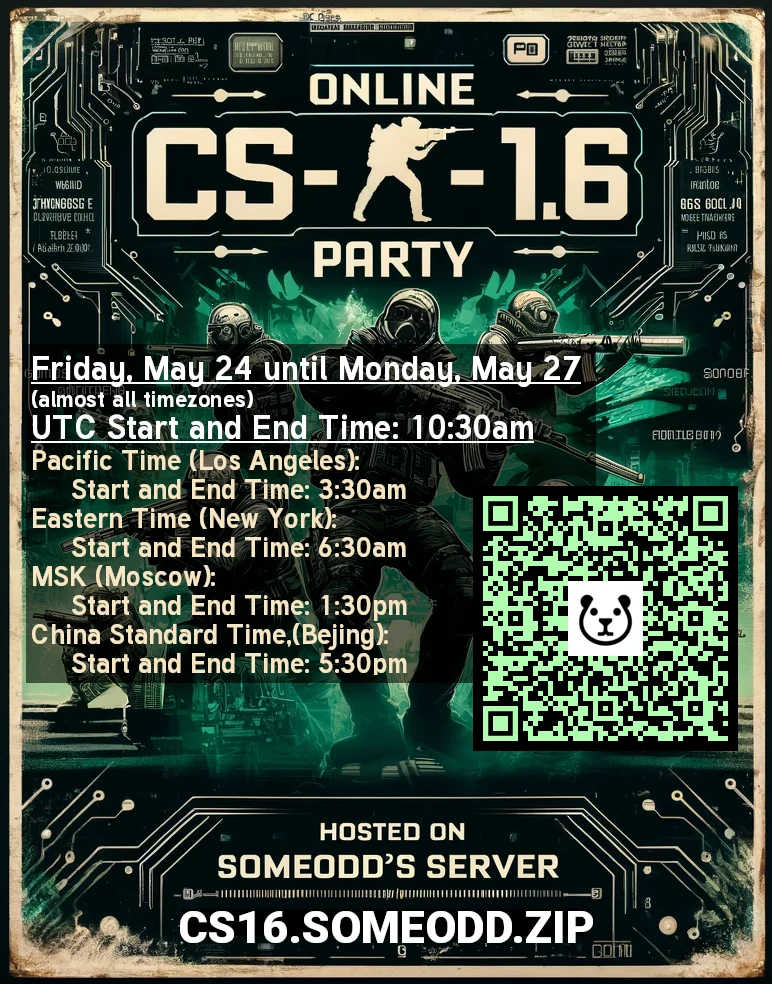 ONLINE
CS- -1.6
PARTY
Friday, May 24 until Monday, May 27
(almost all timezones)
UTC Start and End Time: 10:30am
Pacific Time (Los Angeles):
Start and End Time: 3:30am
Eastern Time (New York):
Start and End Time: 6:30am
MSK (Moscow):
Start and End Time: 1:30pm
China Standard Time,(Bejing):
Start and End Time: 5:30pm
HOSTED ON
SOMEODD'S SERVER
CS16.SOMEODD.ZIP